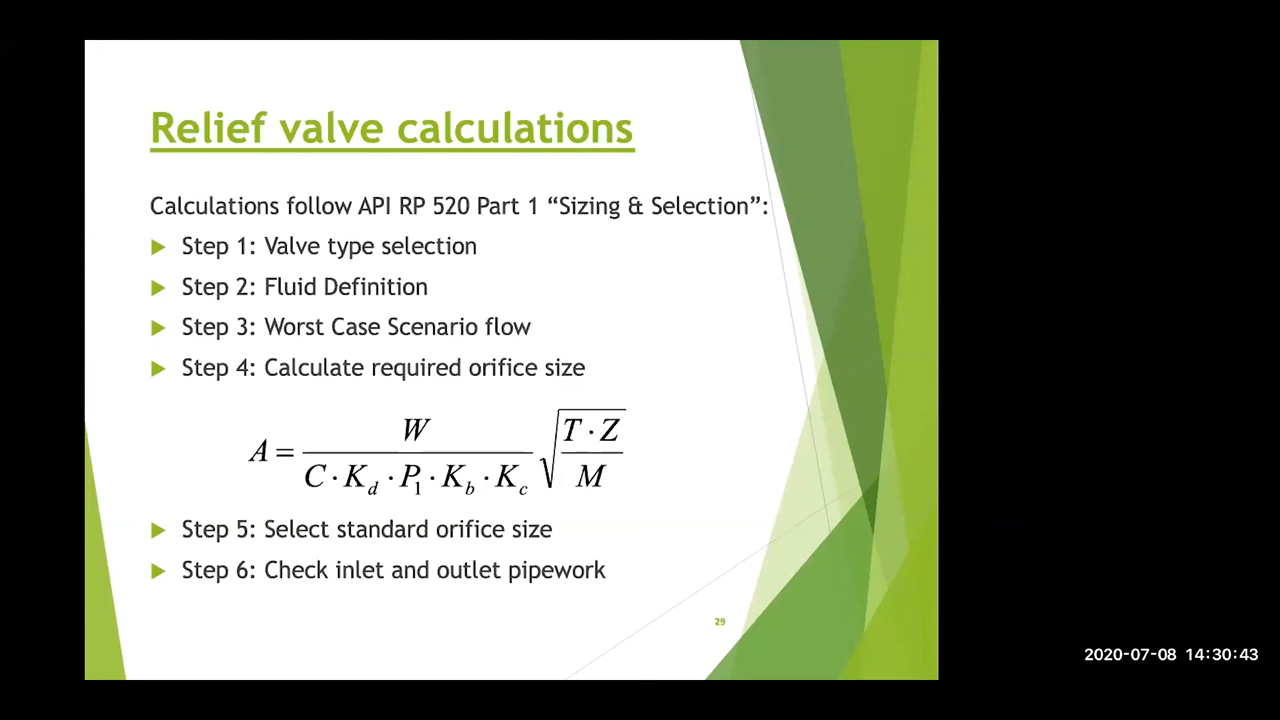 Relief valve calculations
Calculations follow API RP 520 Part 1 “Sizing & Selection”:
Step 1: Valve type selection
Step 2: Fluid Definition
Step 3: Worst Case Scenario flow
Step 4: Calculate required orifice size
A = W / (C · K_d · P_1 · K_b · K_c) √(T · Z / M)
Step 5: Select standard orifice size
Step 6: Check inlet and outlet pipework
29
2020-07-08 14:30:43